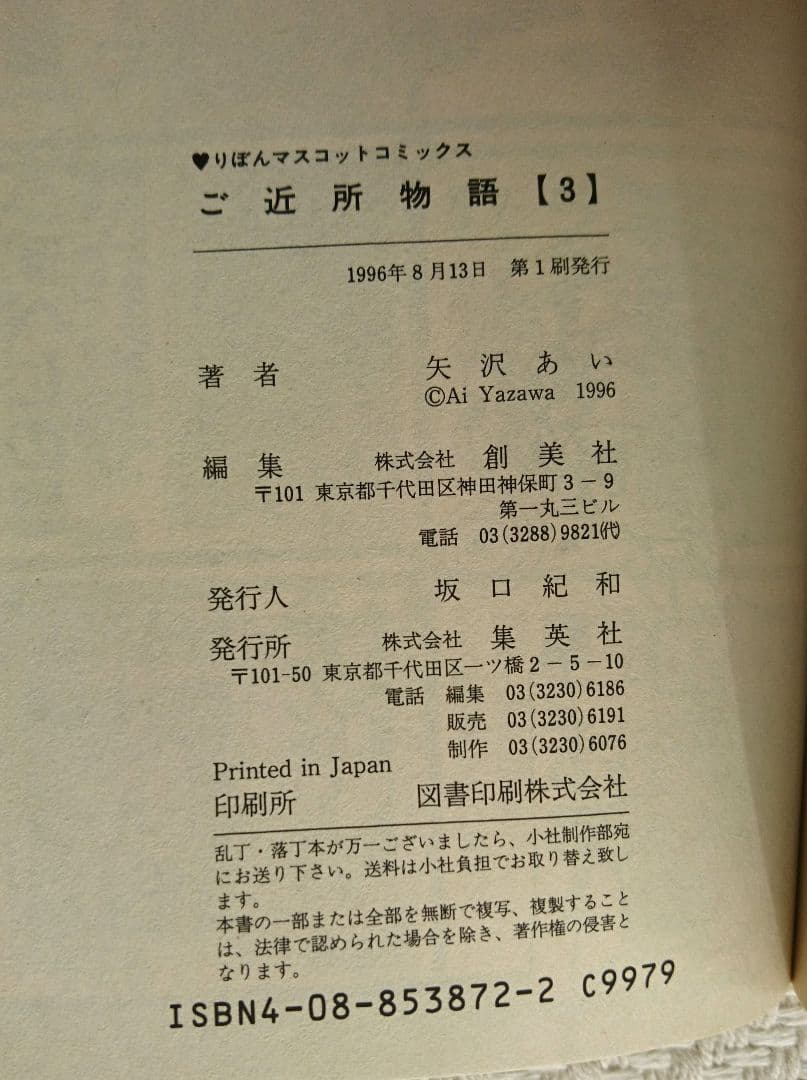 ♥りぼんマスコットコミックス
ご近所物語【3】
1996年8月13日 第1刷発行
著者 矢沢あい
©Ai Yazawa 1996
編集 株式会社 創美社
〒101 東京都千代田区神田神保町3-9
第一丸三ビル
電話 03(3288)9821㈹
発行人 坂口紀和
発行所 株式会社 集英社
〒101-50 東京都千代田区一ツ橋2-5-10
電話 編集 03(3230)6186
販売 03(3230)6191
制作 03(3230)6076
Printed in Japan
印刷所 図書印刷株式会社
乱丁・落丁本が万一ございましたら、小社制作部宛
にお送り下さい。送料は小社負担でお取り替え致し
ます。
本書の一部または全部を無断で複写、複製すること
は、法律で認められた場合を除き、著作権の侵害と
なります。
ISBN4-08-853872-2 C9979